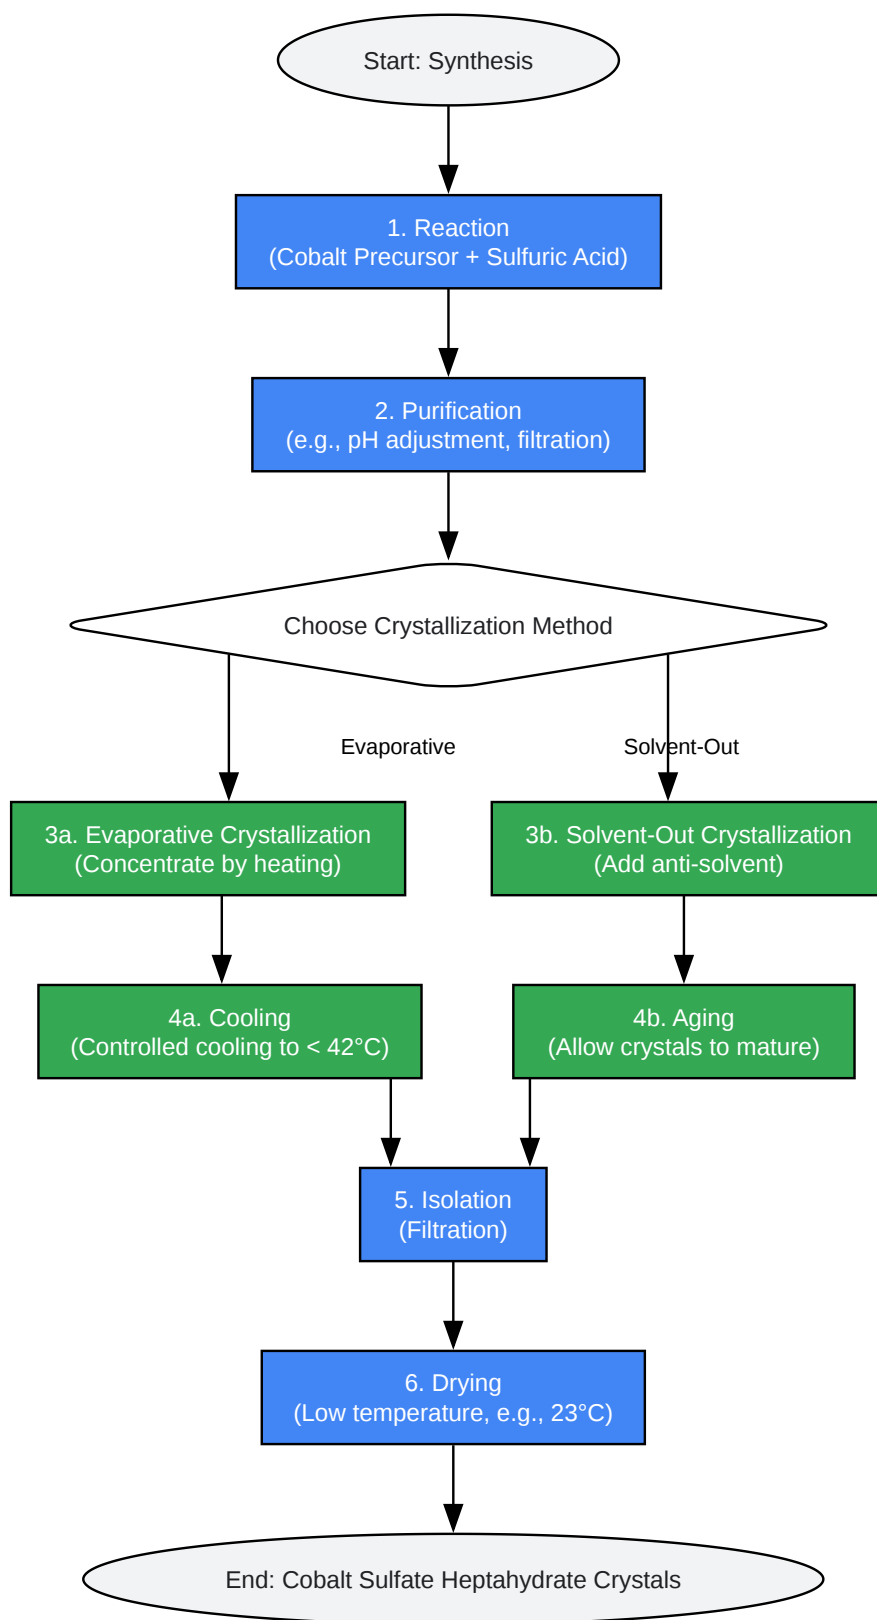 Start: Synthesis
1. Reaction
(Cobalt Precursor + Sulfuric Acid)
2. Purification
(e.g., pH adjustment, filtration)
Choose Crystallization Method
Evaporative
Solvent-Out
3a. Evaporative Crystallization
(Concentrate by heating)
3b. Solvent-Out Crystallization
(Add anti-solvent)
4a. Cooling
(Controlled cooling to < 42°C)
4b. Aging
(Allow crystals to mature)
5. Isolation
(Filtration)
6. Drying
(Low temperature, e.g., 23°C)
End: Cobalt Sulfate Heptahydrate Crystals